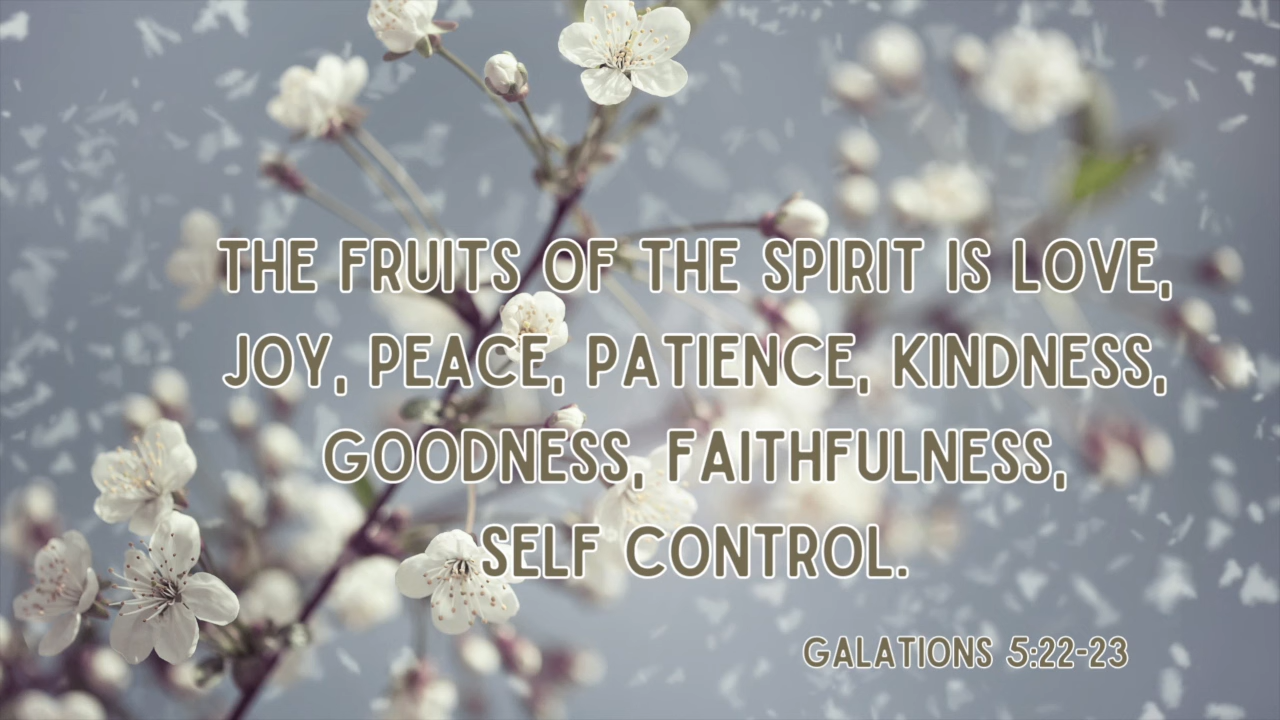 THE FRUITS OF THE SPIRIT IS LOVE,
JOY, PEACE, PATIENCE, KINDNESS,
GOODNESS, FAITHFULNESS,
SELF CONTROL.
GALATIONS 5:22-23